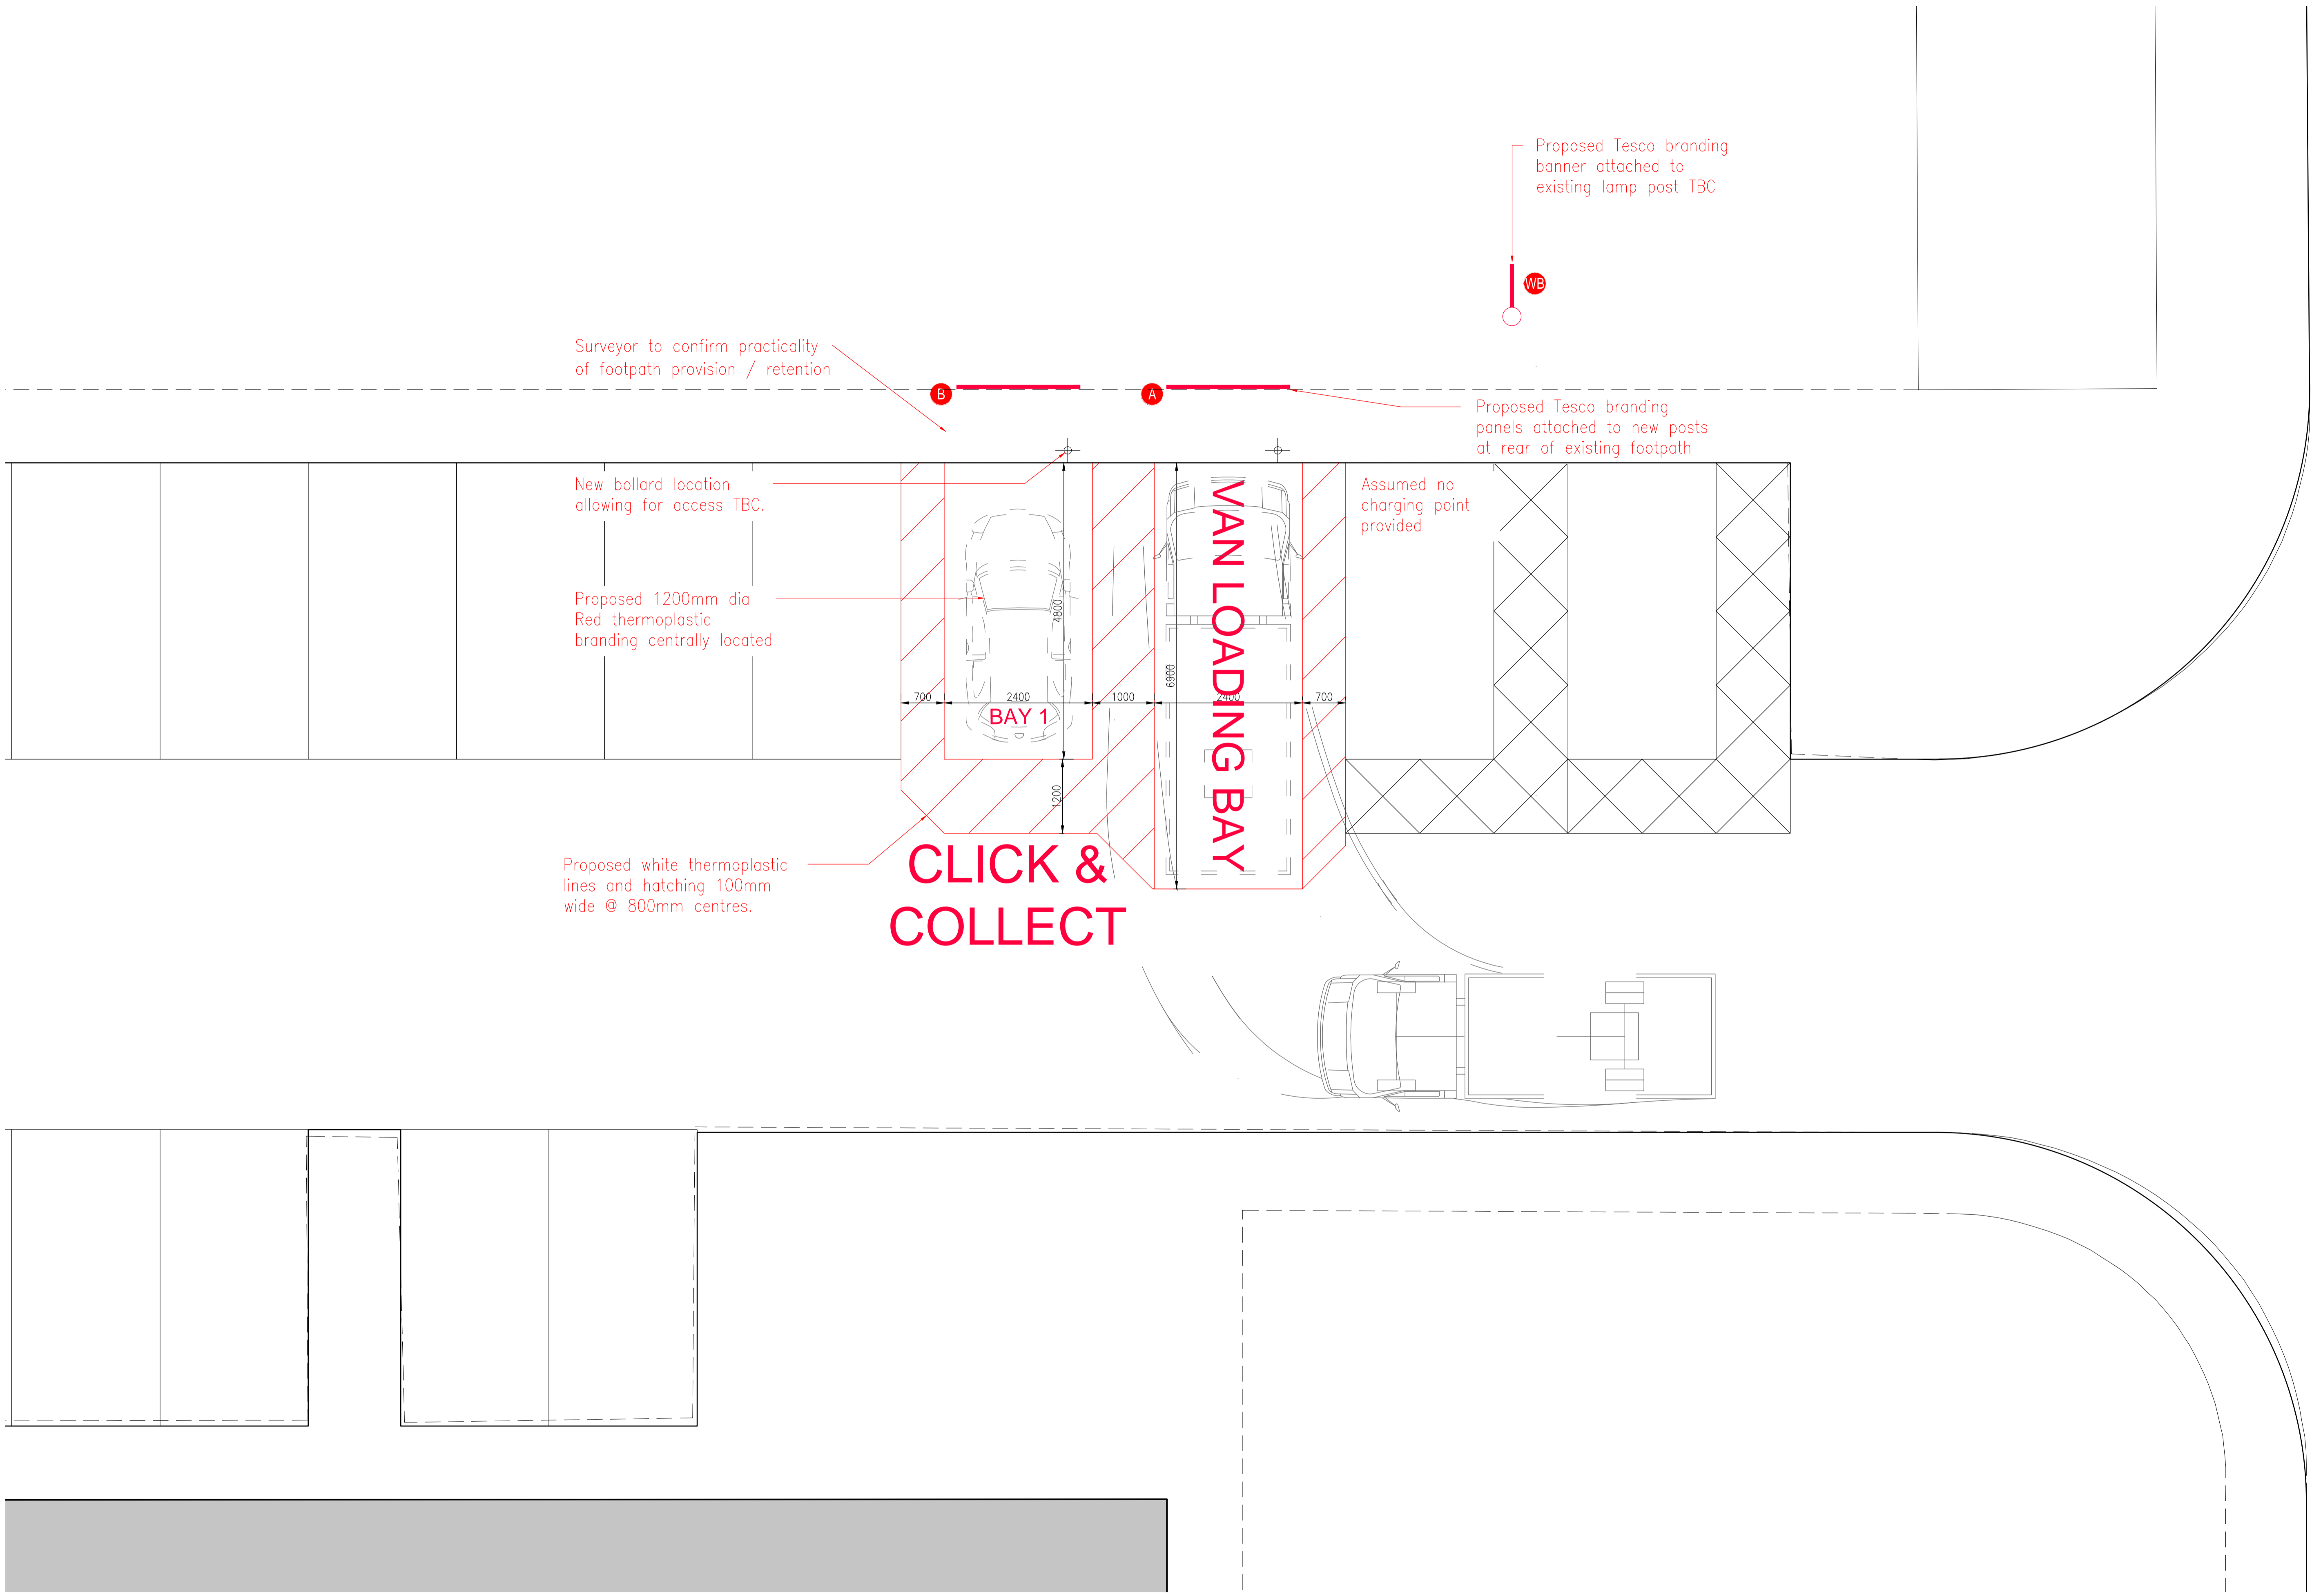 Proposed Tesco branding
banner attached to
existing lamp post TBC
WB
Surveyor to confirm practicality
of footpath provision / retention
B
A
Proposed Tesco branding
panels attached to new posts
at rear of existing footpath
New bollard location
allowing for access TBC.
Assumed no
charging point
provided
Proposed 1200mm dia
Red thermoplastic
branding centrally located
4800
6900
700
2400
1000
2400
700
BAY 1
VAN LOADING BAY
1200
Proposed white thermoplastic
lines and hatching 100mm
wide @ 800mm centres.
CLICK &
COLLECT